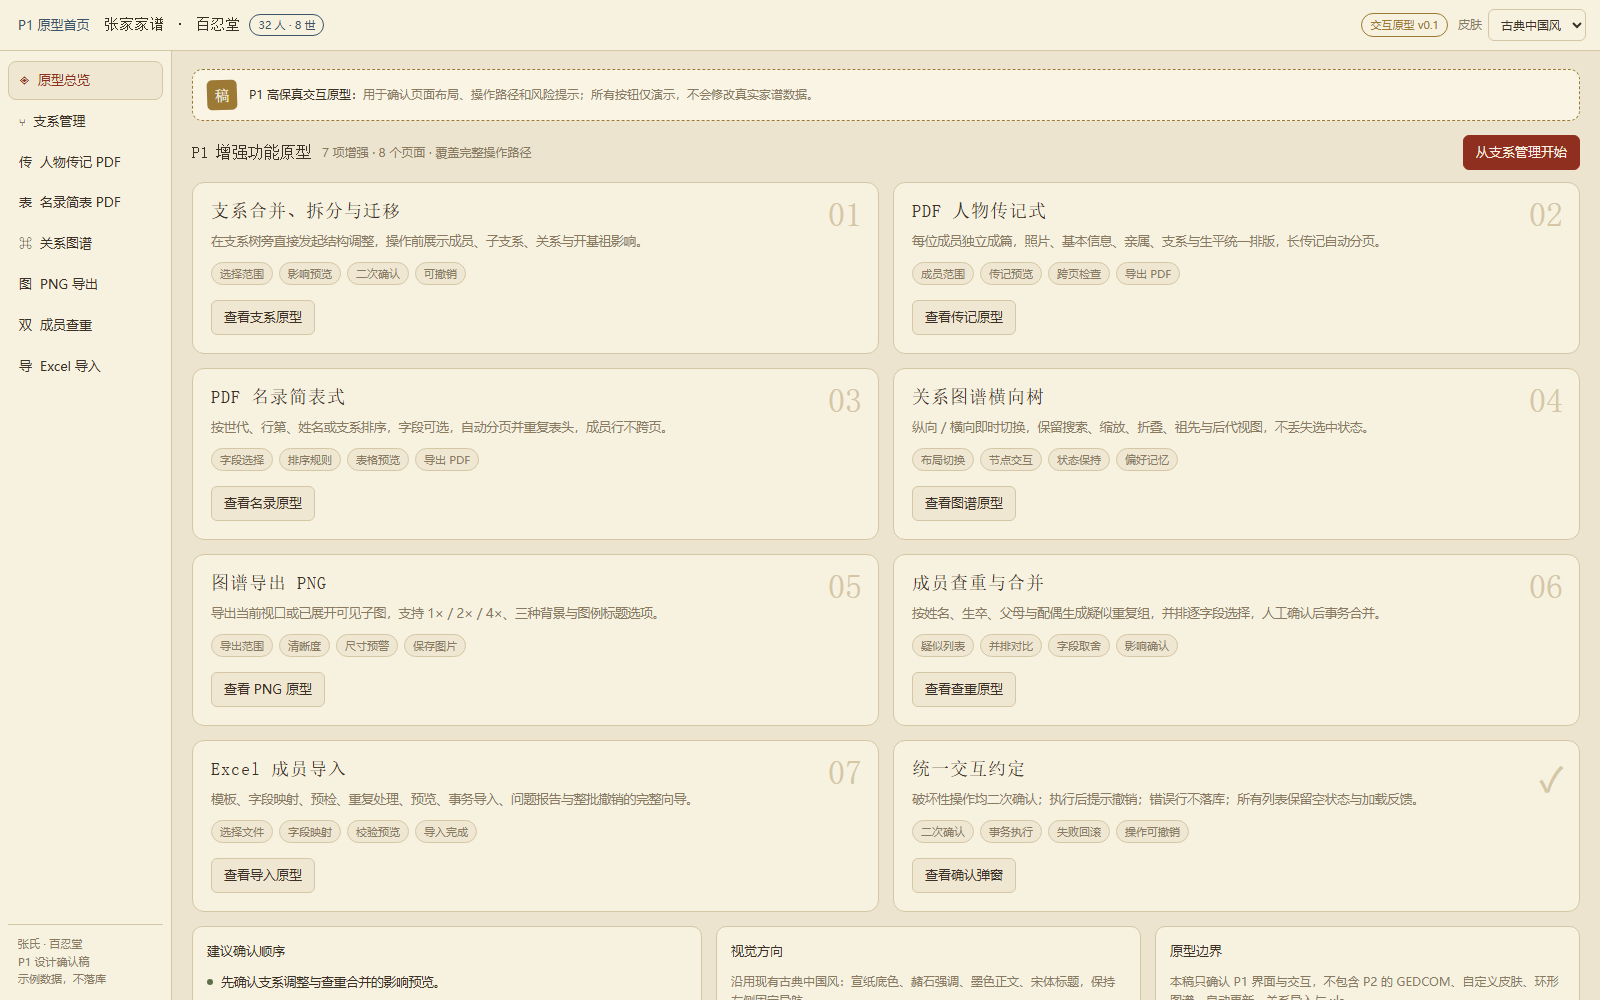 P1 原型首页 张家家谱 · 百忍堂 32 人 · 8 世 交互原型 v0.1 皮肤 古典中国风
原型总览
支系管理
传 人物传记 PDF
表 名录简表 PDF
⌘ 关系图谱
图 PNG 导出
双 成员查重
导 Excel 导入
张氏 · 百忍堂
P1 设计确认稿
示例数据，不落库
稿 P1 高保真交互原型：用于确认页面布局、操作路径和风险提示；所有按钮仅演示，不会修改真实家谱数据。
P1 增强功能原型 7 项增强 · 8 个页面 · 覆盖完整操作路径 从支系管理开始
支系合并、拆分与迁移 01
在支系树旁直接发起结构调整，操作前展示成员、子支系、关系与开基祖影响。
选择范围 影响预览 二次确认 可撤销
查看支系原型
PDF 人物传记式 02
每位成员独立成篇，照片、基本信息、亲属、支系与生平统一排版，长传记自动分页。
成员范围 传记预览 跨页检查 导出 PDF
查看传记原型
PDF 名录简表式 03
按世代、行第、姓名或支系排序，字段可选，自动分页并重复表头，成员行不跨页。
字段选择 排序规则 表格预览 导出 PDF
查看名录原型
关系图谱横向树 04
纵向 / 横向即时切换，保留搜索、缩放、折叠、祖先与后代视图，不丢失选中状态。
布局切换 节点交互 状态保持 偏好记忆
查看图谱原型
图谱导出 PNG 05
导出当前视口或已展开可见子图，支持 1× / 2× / 4×、三种背景与图例标题选项。
导出范围 清晰度 尺寸预警 保存图片
查看 PNG 原型
成员查重与合并 06
按姓名、生卒、父母与配偶生成疑似重复组，并排逐字段选择，人工确认后事务合并。
疑似列表 并排对比 字段取舍 影响确认
查看查重原型
Excel 成员导入 07
模板、字段映射、预检、重复处理、预览、事务导入、问题报告与整批撤销的完整向导。
选择文件 字段映射 校验预览 导入完成
查看导入原型
统一交互约定 ✓
破坏性操作均二次确认；执行后提示撤销；错误行不落库；所有列表保留空状态与加载反馈。
二次确认 事务执行 失败回滚 操作可撤销
查看确认弹窗
建议确认顺序
先确认支系调整与查重合并的影响预览。
视觉方向
沿用现有古典中国风：宣纸底色、赭石强调、墨色正文、宋体标题，保持
原型边界
本稿只确认 P1 界面与交互，不包含 P2 的 GEDCOM、自定义皮肤、环形